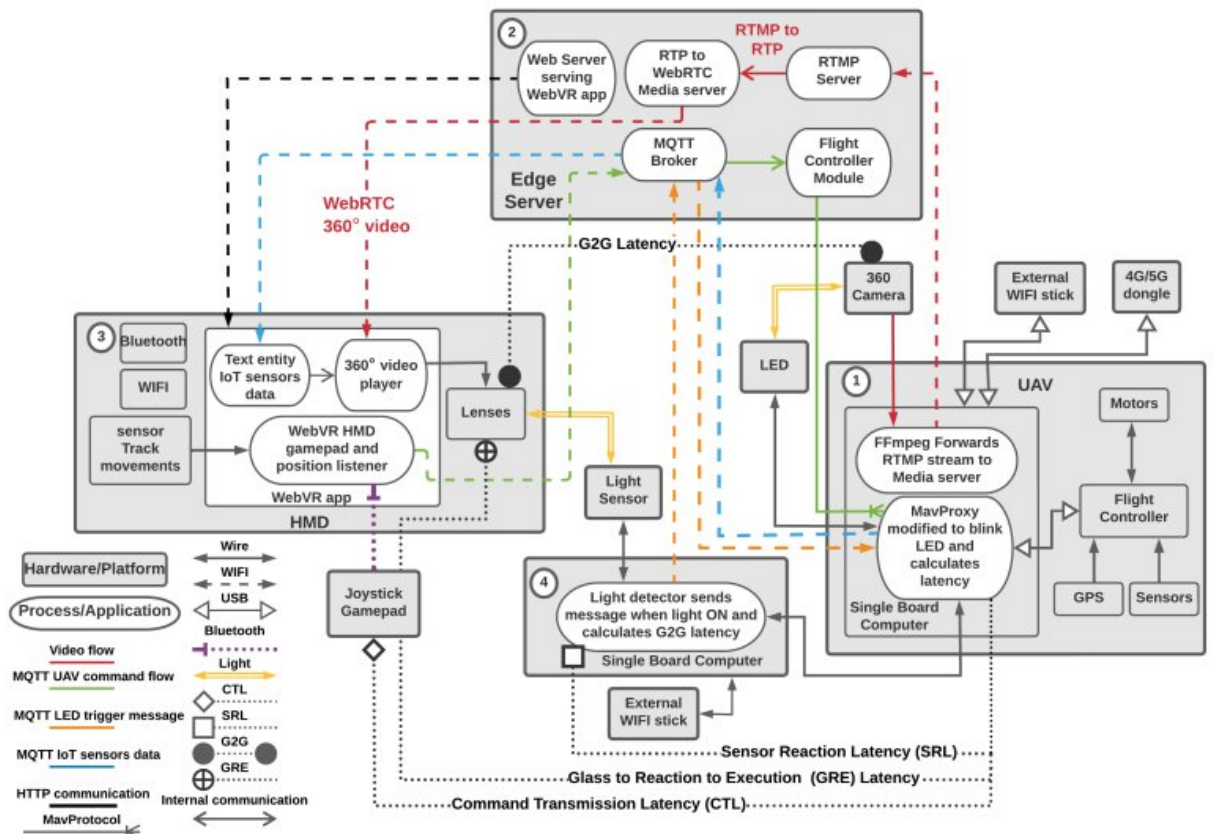 2
Web Server
serving
WebVR app
RTP to
WebRTC
Media server
RTMP to
RTP
RTMP
Server
MQTT
Broker
Flight
Controller
Module
Edge
Server
WebRTC
360° video
G2G Latency
360
Camera
External
WIFI stick
4G/5G
dongle
LED
3
Bluetooth
WIFI
sensor
Track
movements
Text entity
IoT sensors
data
360° video
player
Lenses
WebVR HMD
gamepad and
position listener
WebVR app
HMD
Light
Sensor
1
UAV
Motors
FFmpeg Forwards
RTMP stream to
Media server
MavProxy
modified to blink
LED and
calculates
latency
Flight
Controller
GPS
Sensors
Single Board
Computer
Joystick
Gamepad
4
Light detector sends
message when light ON and
calculates G2G latency
Single Board Computer
External
WIFI stick
Sensor Reaction Latency (SRL)
Glass to Reaction to Execution (GRE) Latency
Command Transmission Latency (CTL)
Hardware/Platform
Process/Application
Video flow
MQTT UAV command flow
MQTT LED trigger message
MQTT IoT sensors data
HTTP communication
MavProtocol
Wire
WIFI
USB
Bluetooth
Light
CTL
SRL
G2G
GRE
Internal communication